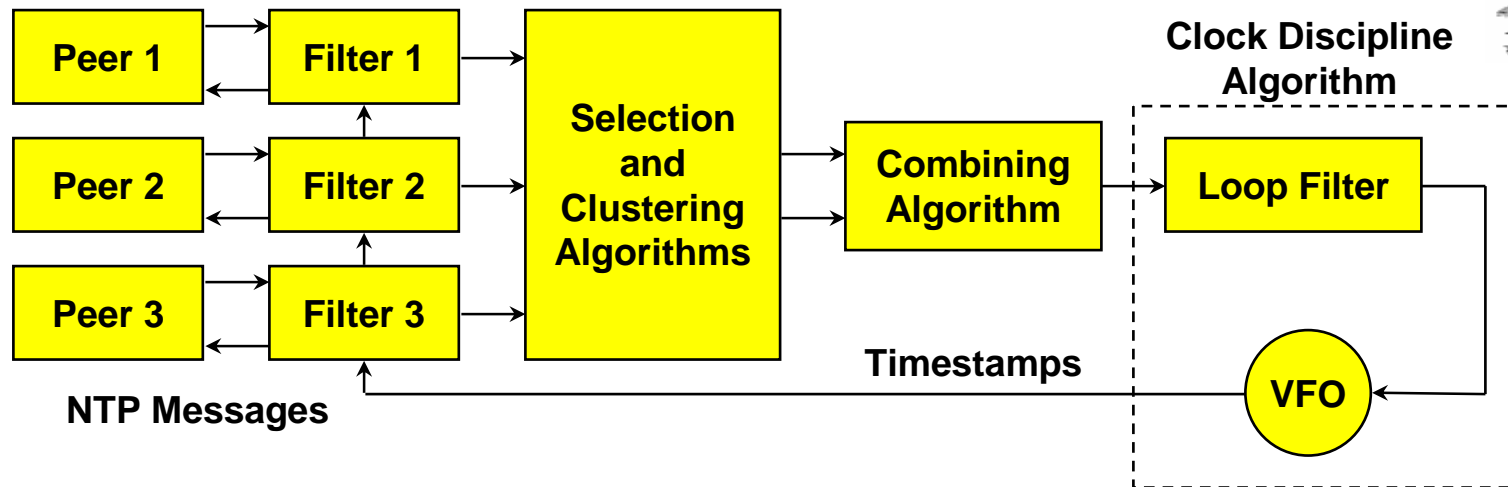 Peer 1
Filter 1
Peer 2
Filter 2
Peer 3
Filter 3
NTP Messages
Selection
and
Clustering
Algorithms
Combining
Algorithm
Clock Discipline
Algorithm
Loop Filter
Timestamps
VFO